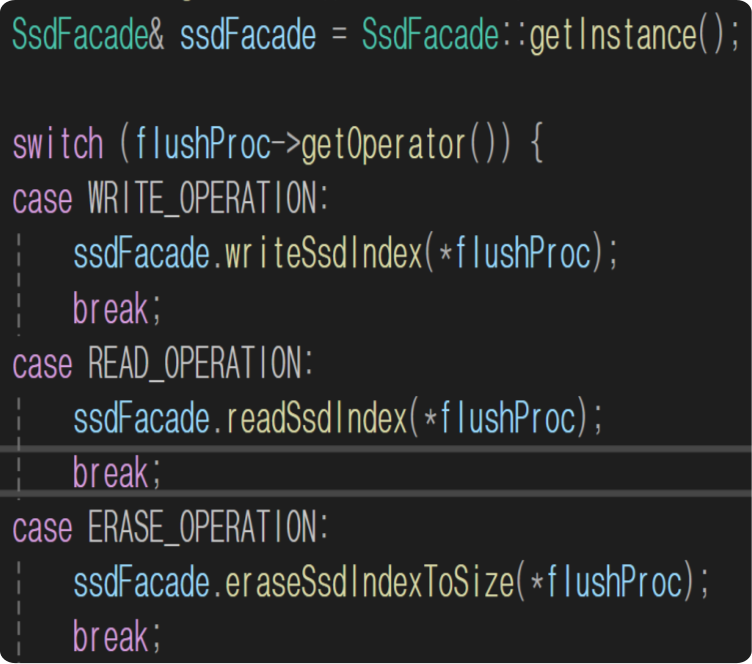 SsdFacade& ssdFacade = SsdFacade::getInstance();
switch (flushProc->getOperator()) {
case WRITE_OPERATION:
ssdFacade.writeSsdIndex(*flushProc);
break;
case READ_OPERATION:
ssdFacade.readSsdIndex(*flushProc);
break;
case ERASE_OPERATION:
ssdFacade.eraseSsdIndexToSize(*flushProc);
break;